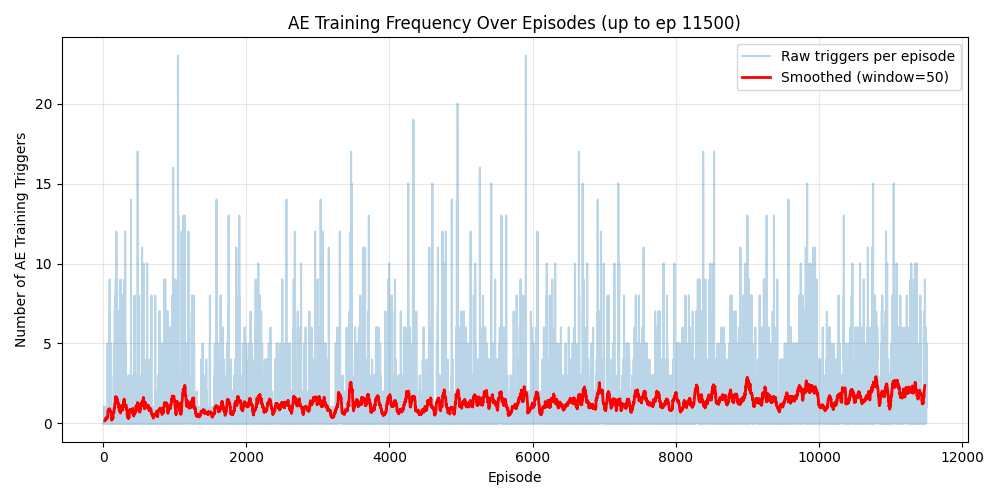 AE Training Frequency Over Episodes (up to ep 11500)
Raw triggers per episode
Smoothed (window=50)
Number of AE Training Triggers
20
15
10
5
0
0 2000 4000 6000 8000 10000 12000
Episode